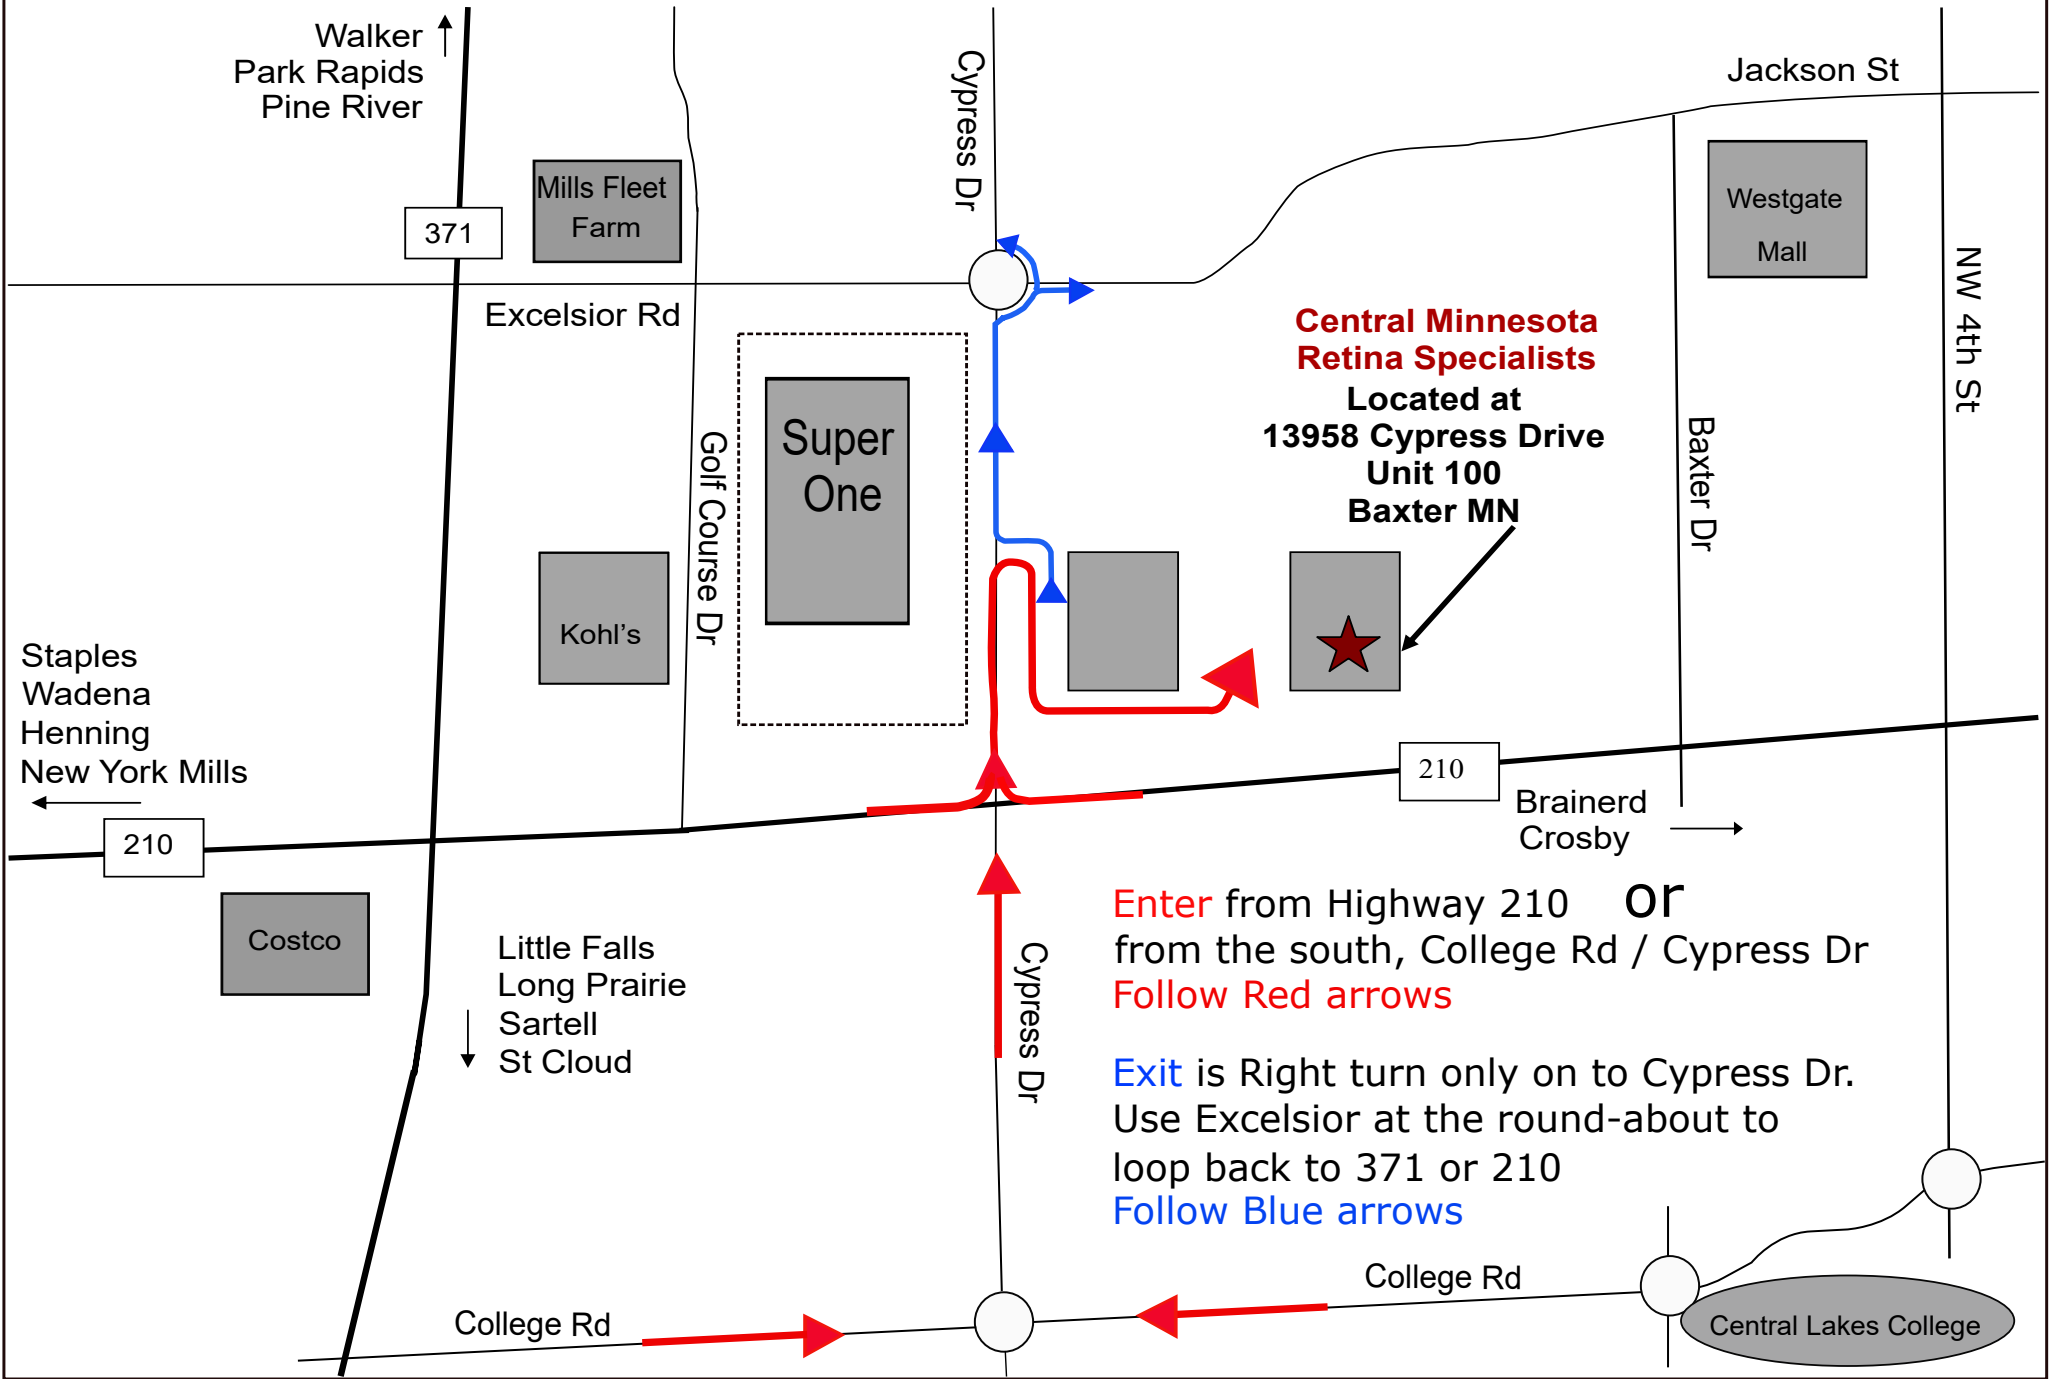 Walker
Park Rapids
Pine River
Cypress Dr
Jackson St
Mills Fleet
Farm
371
Westgate
Mall
NW 4th St
Excelsior Rd
Central Minnesota
Retina Specialists
Located at
13958 Cypress Drive
Unit 100
Baxter MN
Super
One
Golf Course Dr
Baxter Dr
Kohl's
Staples
Wadena
Henning
New York Mills
210
210
Brainerd
Crosby
Costco
Little Falls
Long Prairie
Sartell
St Cloud
Cypress Dr
Enter from Highway 210 or
from the south, College Rd / Cypress Dr
Follow Red arrows
Exit is Right turn only on to Cypress Dr.
Use Excelsior at the round-about to
loop back to 371 or 210
Follow Blue arrows
College Rd
College Rd
Central Lakes College